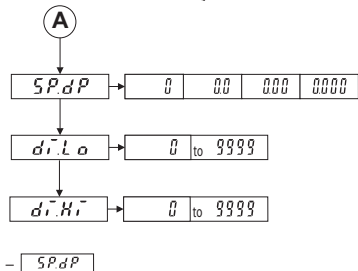 A
SP.dP 0 0.0 0.00 0.000
di.Lo 0 to 9999
di.Hi 0 to 9999
– SP.dP